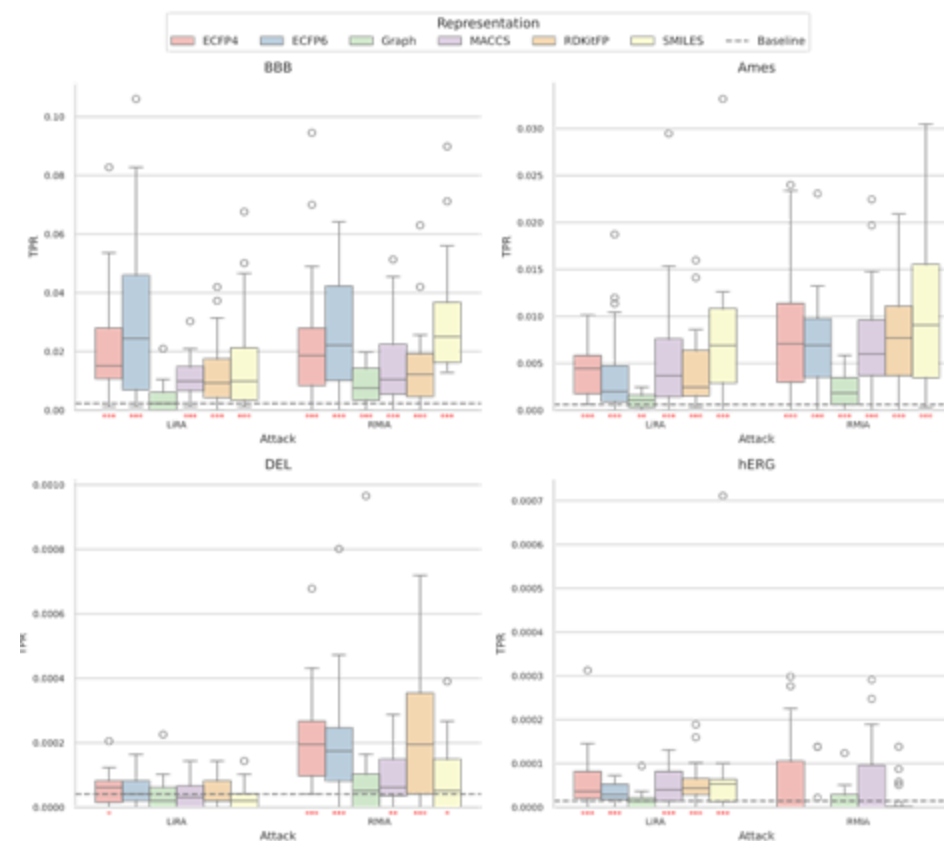 Representation
ECFP4 ECFP6 Graph MACCS RDKitFP SMILES Baseline
BBB Ames
0.10
0.08
0.06
0.04
0.02
0.00
TPR
*** *** *** *** ***
*** *** *** *** *** ***
LiRA RMIA
Attack
0.030
0.025
0.020
0.015
0.010
0.005
0.000
TPR
*** *** ** *** *** ***
*** *** *** *** *** ***
LiRA RMIA
Attack
DEL hERG
0.0010
0.0008
0.0006
0.0004
0.0002
0.0000
TPR
*
*** *** ** *** *
LiRA RMIA
Attack
0.0007
0.0006
0.0005
0.0004
0.0003
0.0002
0.0001
0.0000
TPR
LiRA RMIA
Attack